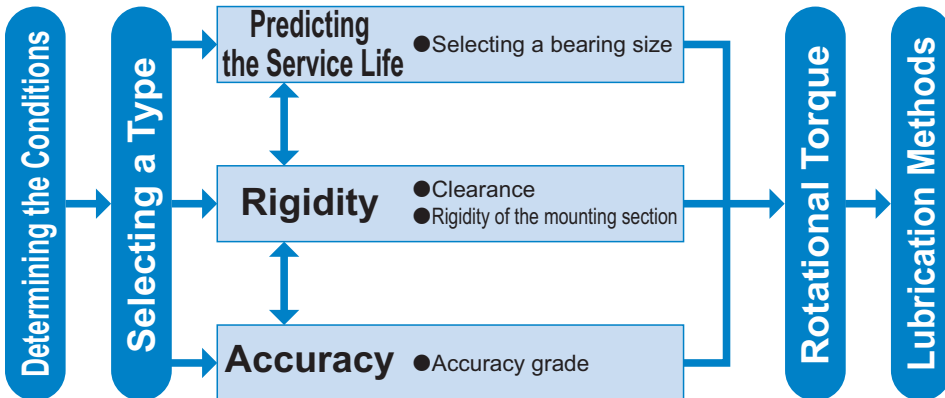 Determining the Conditions
Selecting a Type
Predicting
the Service Life
●Selecting a bearing size
Rigidity
●Clearance
●Rigidity of the mounting section
Accuracy
●Accuracy grade
Rotational Torque
Lubrication Methods